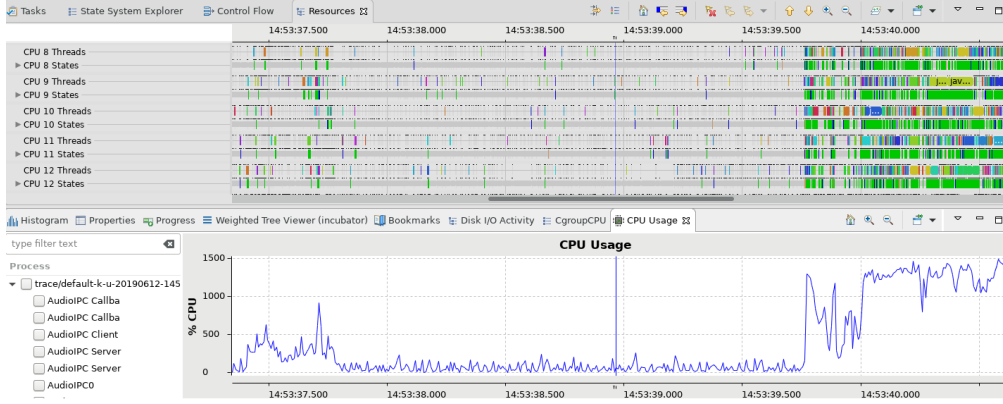 Tasks State System Explorer Control Flow Resources
14:53:37.500 14:53:38.000 14:53:38.500 14:53:39.000 14:53:39.500 14:53:40.000
CPU 8 Threads
CPU 8 States
CPU 9 Threads
j... jav...
CPU 9 States
CPU 10 Threads
CPU 10 States
CPU 11 Threads
CPU 11 States
CPU 12 Threads
CPU 12 States
Histogram Properties Progress Weighted Tree Viewer (incubator) Bookmarks Disk I/O Activity CgroupCPU CPU Usage
type filter text
CPU Usage
Process
trace/default-k-u-20190612-145
AudioIPC Callba
AudioIPC Callba
AudioIPC Client
AudioIPC Server
AudioIPC Server
AudioIPC0
% CPU
1500
1000
500
0
14:53:37.500 14:53:38.000 14:53:38.500 14:53:39.000 14:53:39.500 14:53:40.000